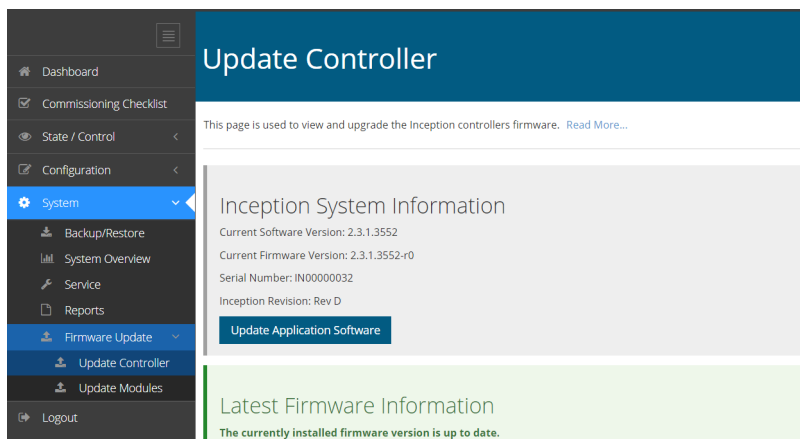 Dashboard
Commissioning Checklist
State / Control
Configuration
System
Backup/Restore
System Overview
Service
Reports
Firmware Update
Update Controller
Update Modules
Logout
Update Controller
This page is used to view and upgrade the Inception controllers firmware. Read More...
Inception System Information
Current Software Version: 2.3.1.3552
Current Firmware Version: 2.3.1.3552-r0
Serial Number: IN00000032
Inception Revision: Rev D
Update Application Software
Latest Firmware Information
The currently installed firmware version is up to date.